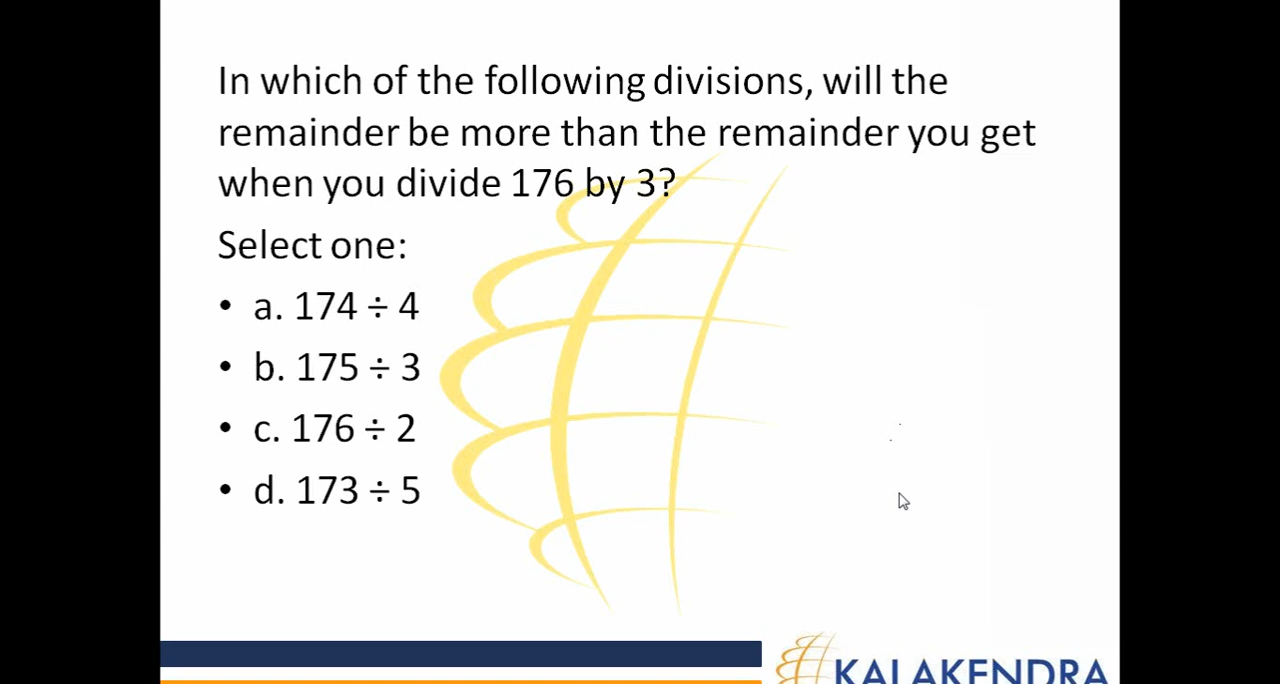 In which of the following divisions, will the
remainder be more than the remainder you get
when you divide 176 by 3?
Select one:
• a. 174 ÷ 4
• b. 175 ÷ 3
• c. 176 ÷ 2
• d. 173 ÷ 5
KALAKENDRA